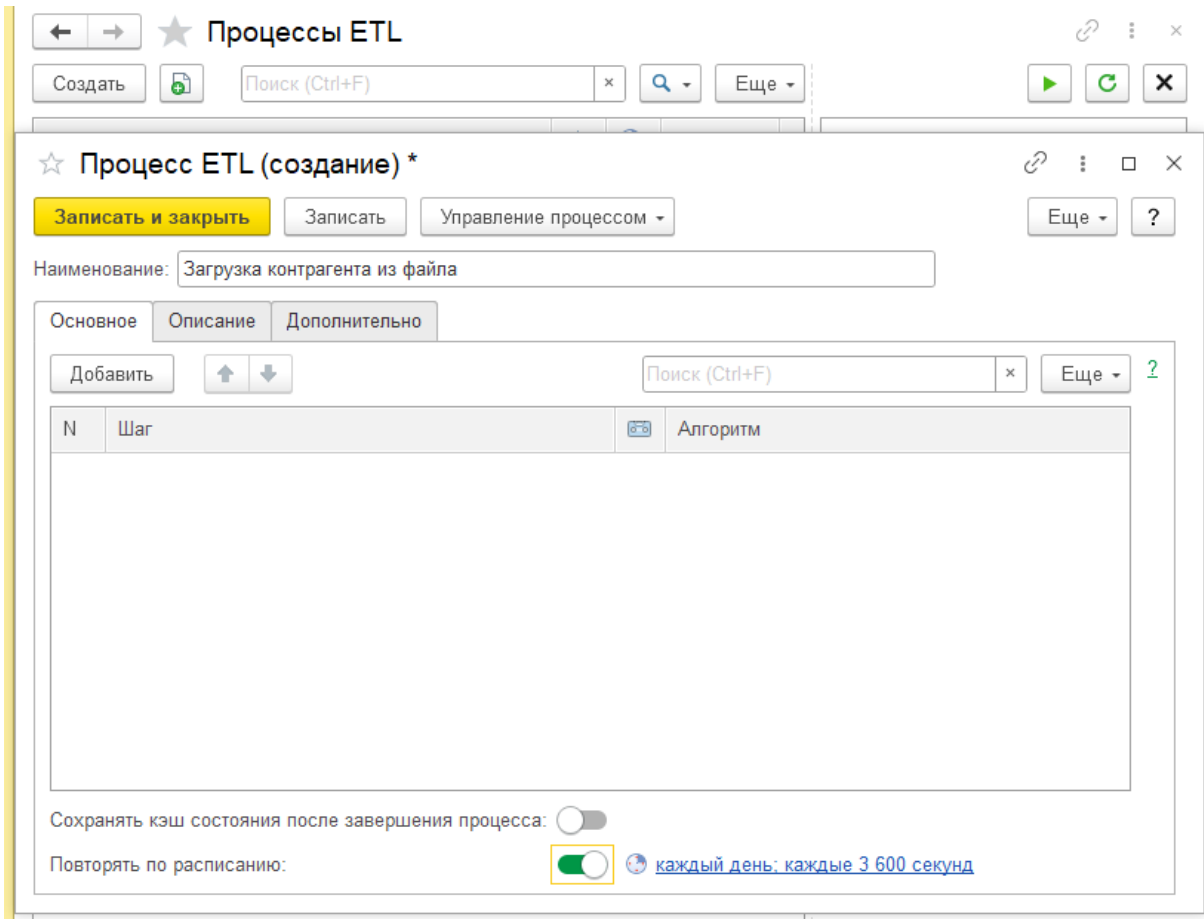 Процессы ETL
Создать Поиск (Ctrl+F) × Еще
Процесс ETL (создание) *
Записать и закрыть Записать Управление процессом Еще ?
Наименование: Загрузка контрагента из файла
Основное Описание Дополнительно
Добавить Поиск (Ctrl+F) × Еще ?
N Шаг Алгоритм
Сохранять кэш состояния после завершения процесса:
Повторять по расписанию: каждый день; каждые 3 600 секунд